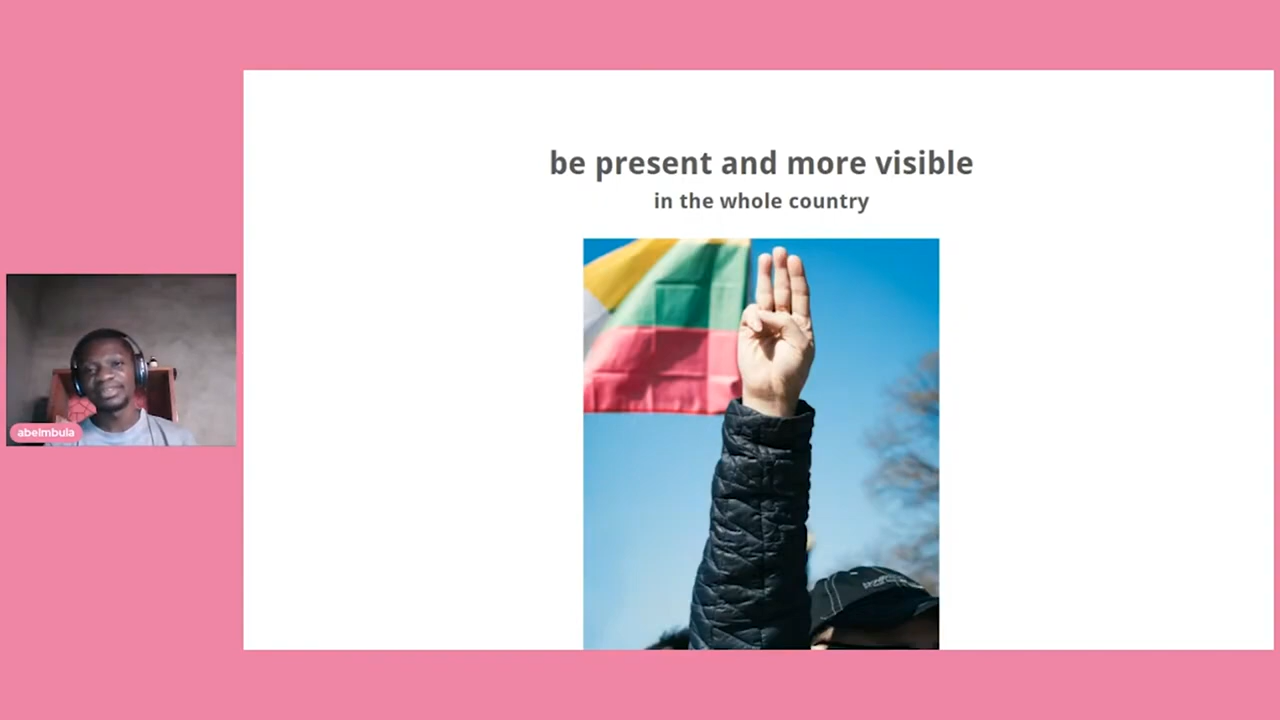 be present and more visible
in the whole country
abelmbula